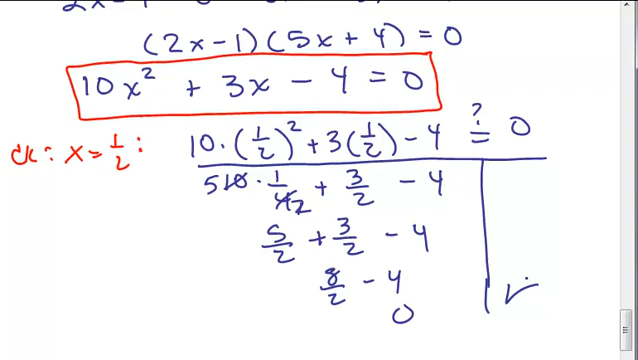 (2x-1)(5x+4)=0
10x² + 3x - 4 = 0
ck: x = 1/2 : 10·(1/2)² + 3(1/2) - 4 ?= 0
5 10 · 1/4 2 + 3/2 - 4
5/2 + 3/2 - 4
8/2 - 4
0 ✓